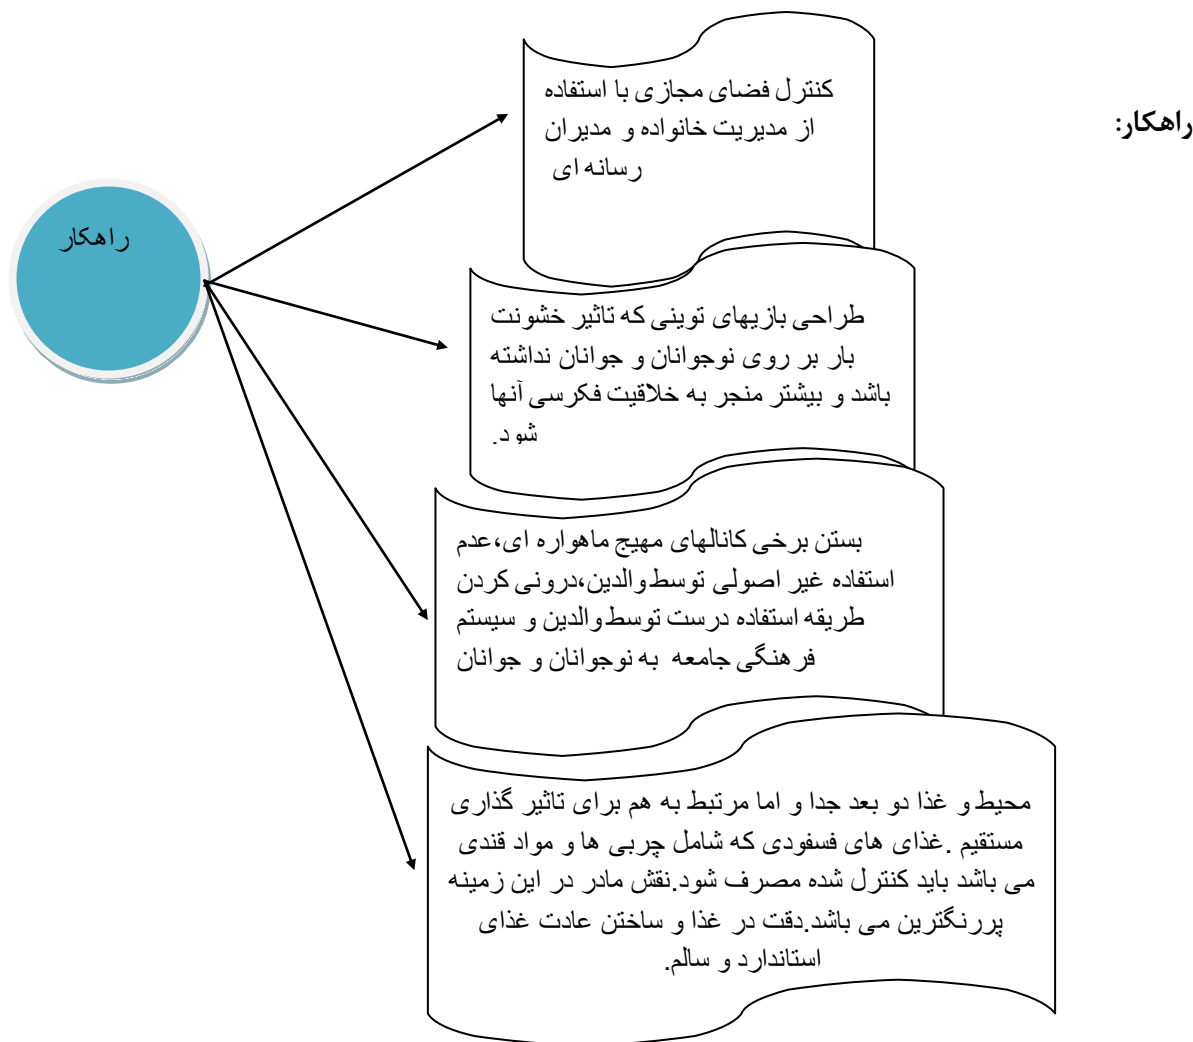 راهکار:
راهکار
کنترل فضای مجازی با استفاده
از مدیریت خانواده و مدیران
رسانه ای
طراحی بازیهای توینی که تاثیر خشونت
بار بر روی نوجوانان و جوانان نداشته
باشد و بیشتر منجر به خلاقیت فکرسی آنها
شود.
بستن برخی کانالهای مهیج ماهواره ای،عدم
استفاده غیر اصولی توسط والدین،درونی کردن
طریقه استفاده درست توسط والدین و سیستم
فرهنگی جامعه به نوجوانان و جوانان
محیط و غذا دو بعد جدا و اما مرتبط به هم برای تاثیر گذاری
مستقیم .غذای های فسفودی که شامل چربی ها و مواد قندی
می باشد باید کنترل شده مصرف شود.نقش مادر در این زمینه
پررنگترین می باشد.دقت در غذا و ساختن عادت غذای
استاندارد و سالم.